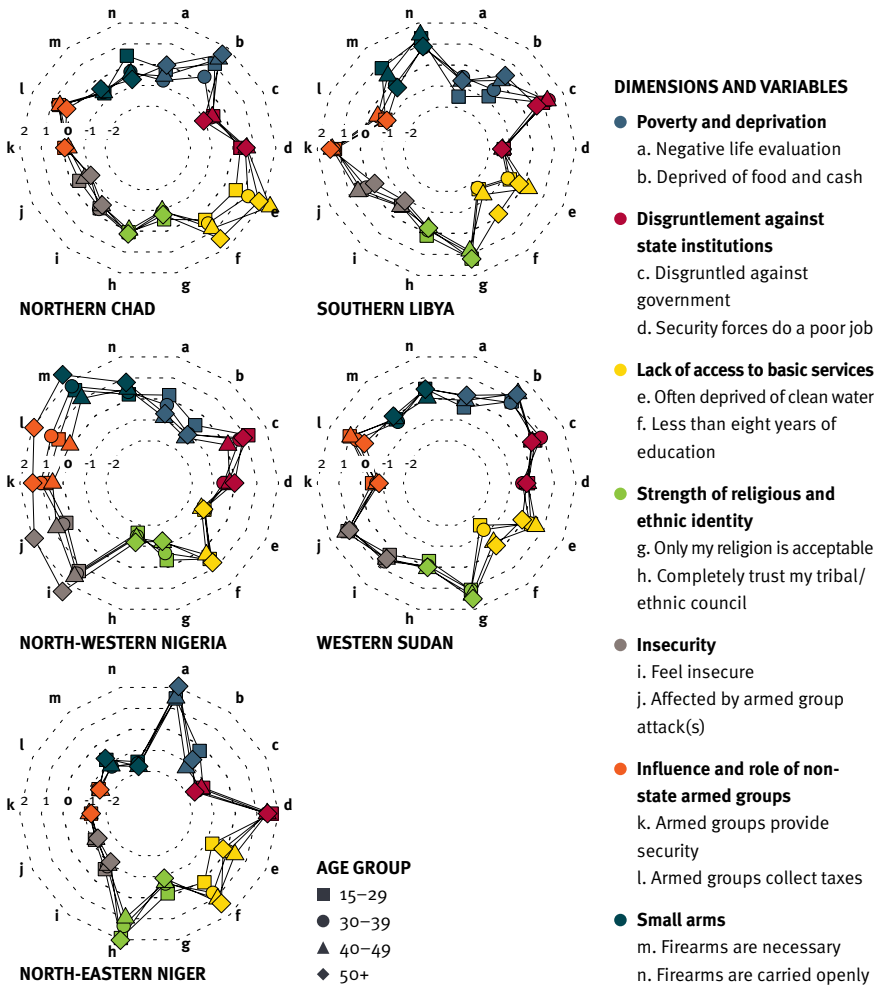 n
a
m
b
l
c
2 1 0 -1 -2
k
d
j
e
i
f
h
g
NORTHERN CHAD
n
a
m
b
l
c
2 1 0 -1 -2
k
d
j
e
i
f
h
g
SOUTHERN LIBYA
n
a
m
b
l
c
2 1 0 -1 -2
k
d
j
e
i
f
h
g
NORTH-WESTERN NIGERIA
n
a
m
b
l
c
2 1 0 -1 -2
k
d
j
e
i
f
h
g
WESTERN SUDAN
n
a
m
b
l
c
2 1 0 -1 -2
k
d
j
e
i
f
h
g
NORTH-EASTERN NIGER
AGE GROUP
15–29
30–39
40–49
50+
DIMENSIONS AND VARIABLES
Poverty and deprivation
a. Negative life evaluation
b. Deprived of food and cash
Disgruntlement against
state institutions
c. Disgruntled against
government
d. Security forces do a poor job
Lack of access to basic services
e. Often deprived of clean water
f. Less than eight years of
education
Strength of religious and
ethnic identity
g. Only my religion is acceptable
h. Completely trust my tribal/
ethnic council
Insecurity
i. Feel insecure
j. Affected by armed group
attack(s)
Influence and role of non-
state armed groups
k. Armed groups provide
security
l. Armed groups collect taxes
Small arms
m. Firearms are necessary
n. Firearms are carried openly